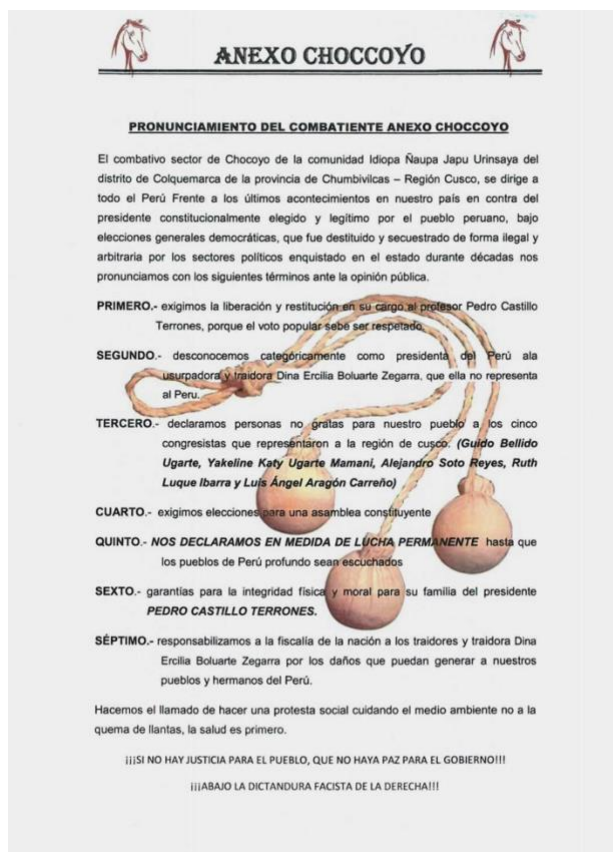 ANEXO CHOCCOYO
PRONUNCIAMIENTO DEL COMBATIENTE ANEXO CHOCCOYO
El combativo sector de Chocoyo de la comunidad Idiopa Ñaupa Japu Urinsaya del
distrito de Colquemarca de la provincia de Chumbivilcas – Región Cusco, se dirige a
todo el Perú Frente a los últimos acontecimientos en nuestro país en contra del
presidente constitucionalmente elegido y legítimo por el pueblo peruano, bajo
elecciones generales democráticas, que fue destituido y secuestrado de forma ilegal y
arbitraria por los sectores políticos enquistado en el estado durante décadas nos
pronunciamos con los siguientes términos ante la opinión pública.
PRIMERO.- exigimos la liberación y restitución en su cargo al profesor Pedro Castillo
Terrones, porque el voto popular sebe ser respetado.
SEGUNDO.- desconocemos categóricamente como presidenta del Perú ala
usurpadora y traidora Dina Ercilia Boluarte Zegarra, que ella no representa
al Peru.
TERCERO.- declaramos personas no gratas para nuestro pueblo a los cinco
congresistas que representaron a la región de cusco. (Guido Bellido
Ugarte, Yakeline Katy Ugarte Mamani, Alejandro Soto Reyes, Ruth
Luque Ibarra y Luis Ángel Aragón Carreño)
CUARTO.- exigimos elecciones para una asamblea constituyente
QUINTO.- NOS DECLARAMOS EN MEDIDA DE LUCHA PERMANENTE hasta que
los pueblos de Perú profundo sean escuchados
SEXTO.- garantías para la integridad física y moral para su familia del presidente
PEDRO CASTILLO TERRONES.
SÉPTIMO.- responsabilizamos a la fiscalía de la nación a los traidores y traidora Dina
Ercilia Boluarte Zegarra por los daños que puedan generar a nuestros
pueblos y hermanos del Perú.
Hacemos el llamado de hacer una protesta social cuidando el medio ambiente no a la
quema de llantas, la salud es primero.
¡¡¡SI NO HAY JUSTICIA PARA EL PUEBLO, QUE NO HAYA PAZ PARA EL GOBIERNO!!!
¡¡¡ABAJO LA DICTANDURA FACISTA DE LA DERECHA!!!